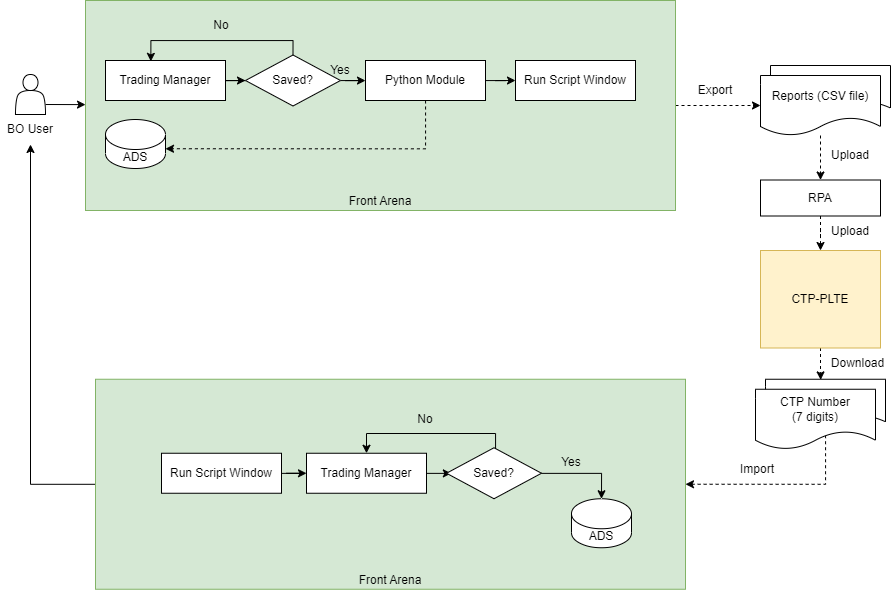 No
Trading Manager
Saved?
Yes
Python Module
Run Script Window
BO User
ADS
Front Arena
Export
Reports (CSV file)
Upload
RPA
Upload
CTP-PLTE
Download
CTP Number
(7 digits)
Import
No
Run Script Window
Trading Manager
Saved?
Yes
ADS
Front Arena